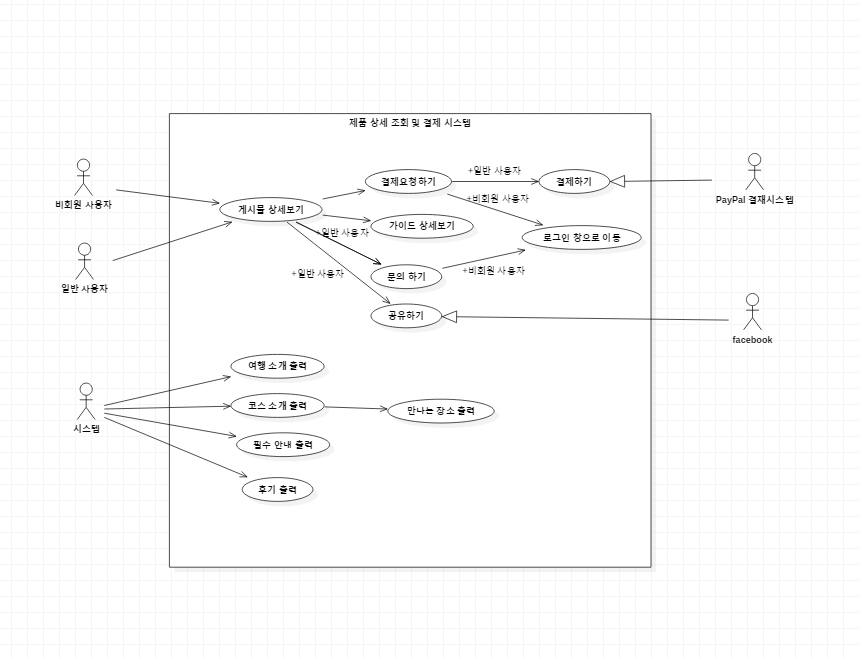 제품 상세 조회 및 결제 시스템
비회원 사용자
일반 사용자
시스템
게시물 상세보기
결제요청하기
+일반 사용자
결제하기
PayPal 결재시스템
+비회원 사용자
가이드 상세보기
+일반 사용자
로그인 창으로 이동
+일반 사용자
문의 하기
+비회원 사용자
공유하기
facebook
여행 소개 출력
코스 소개 출력
만나는 장소 출력
필수 안내 출력
후기 출력